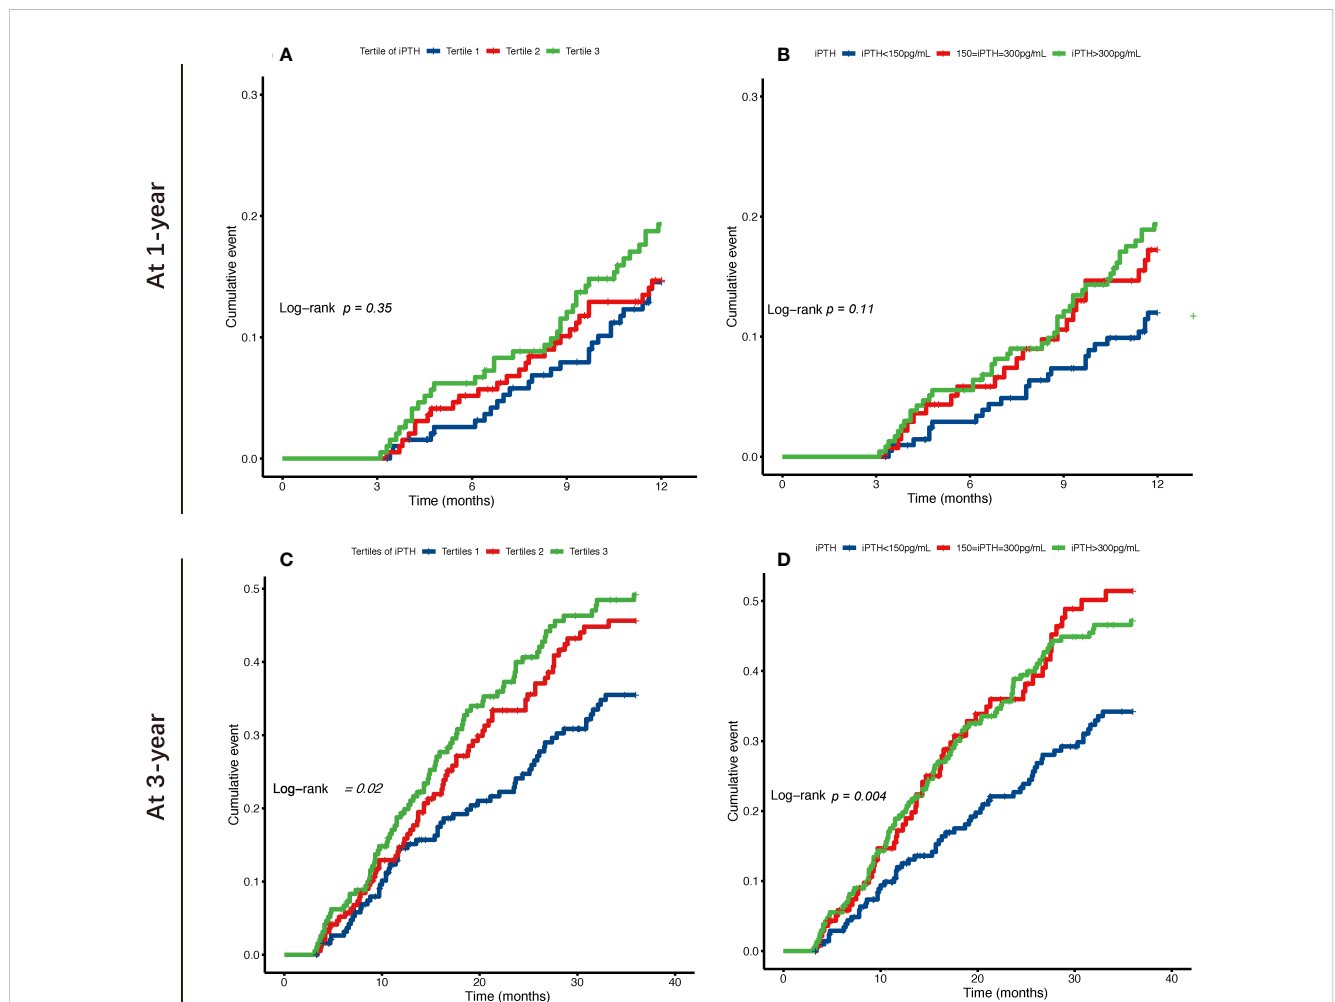 At 1-year
A
Tertile of iPTH Tertile 1 Tertile 2 Tertile 3
Cumulative event
0.3
0.2
0.1
0.0
Log-rank p = 0.35
0 3 6 9 12
Time (months)
B
iPTH iPTH<150pg/mL 150=iPTH=300pg/mL iPTH>300pg/mL
Cumulative event
0.3
0.2
0.1
0.0
Log-rank p = 0.11
0 3 6 9 12
Time (months)
At 3-year
C
Tertiles of iPTH Tertiles 1 Tertiles 2 Tertiles 3
Cumulative event
0.5
0.4
0.3
0.2
0.1
0.0
Log-rank = 0.02
0 10 20 30 40
Time (months)
D
iPTH iPTH<150pg/mL 150=iPTH=300pg/mL iPTH>300pg/mL
Cumulative event
0.5
0.4
0.3
0.2
0.1
0.0
Log-rank p = 0.004
0 10 20 30 40
Time (months)